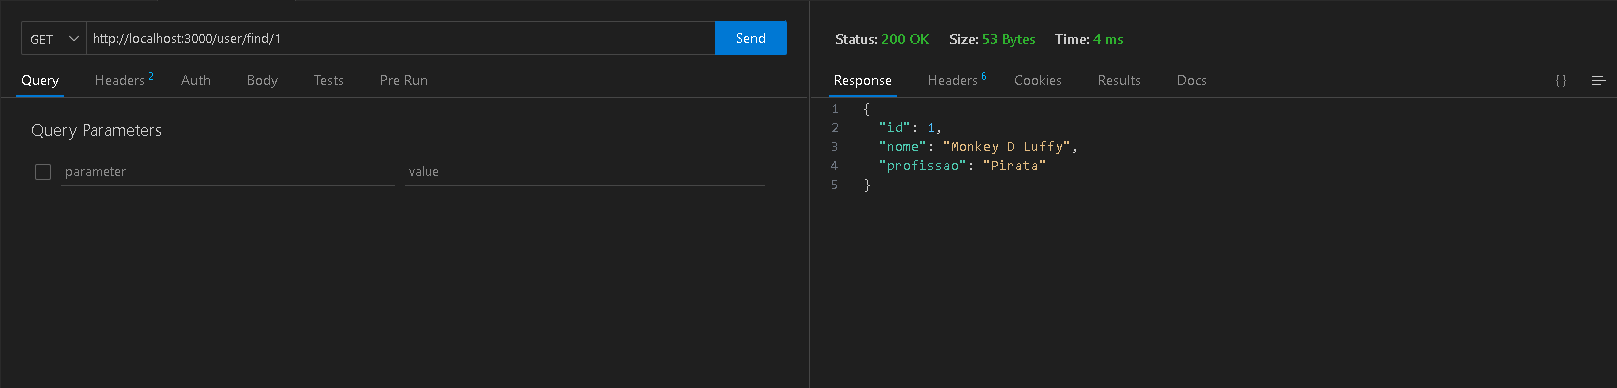 GET http://localhost:3000/user/find/1 Send
Query Headers 2 Auth Body Tests Pre Run
Query Parameters
parameter value
Status: 200 OK Size: 53 Bytes Time: 4 ms
Response Headers 6 Cookies Results Docs {}
1 {
2 "id": 1,
3 "nome": "Monkey D Luffy",
4 "profissao": "Pirata"
5 }